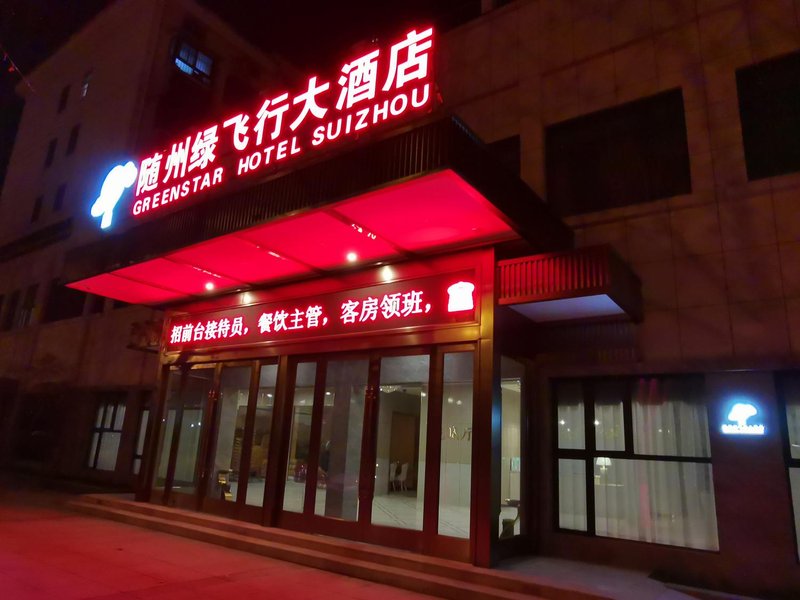 随州绿飞行大酒店
GREENSTAR HOTEL SUIZHOU
招前台接待员，餐饮主管，客房领班，